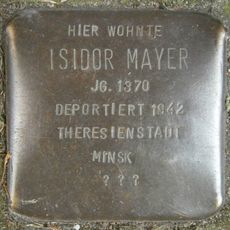 HIER WOHNTE
ISIDOR MAYER
JG. 1870
DEPORTIERT 1942
THERESIENSTADT
MINSK
? ? ?